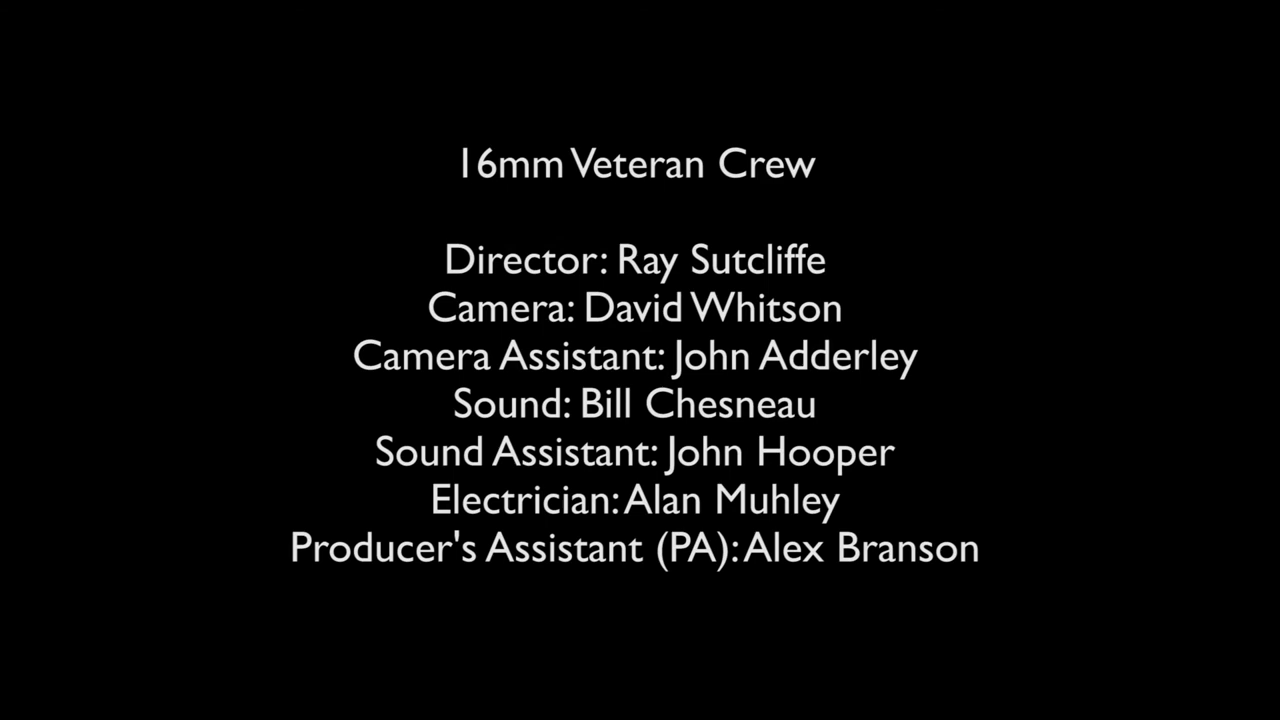 16mm Veteran Crew
Director: Ray Sutcliffe
Camera: David Whitson
Camera Assistant: John Adderley
Sound: Bill Chesneau
Sound Assistant: John Hooper
Electrician: Alan Muhley
Producer's Assistant (PA): Alex Branson